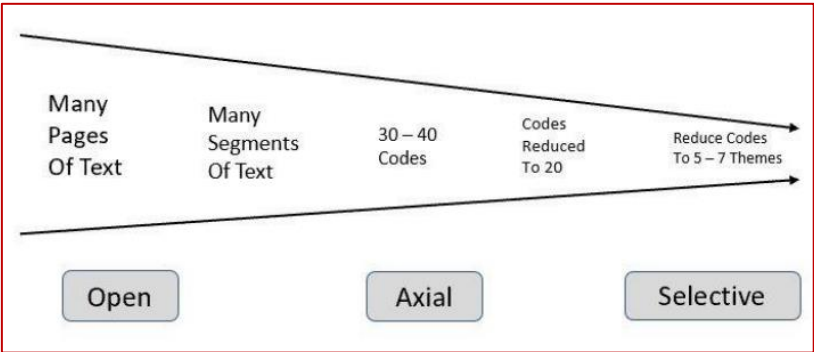 Many
Pages
Of Text
Many
Segments
Of Text
30 – 40
Codes
Codes
Reduced
To 20
Reduce Codes
To 5 – 7 Themes
Open
Axial
Selective